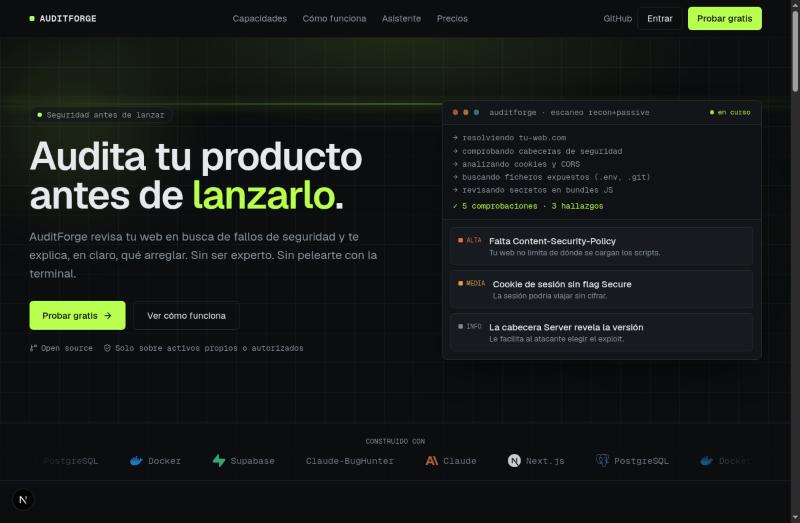 AUDITFORGE
Capacidades Cómo funciona Asistente Precios
GitHub Entrar Probar gratis
Seguridad antes de lanzar
Audita tu producto
antes de lanzarlo.
AuditForge revisa tu web en busca de fallos de seguridad y te
explica, en claro, qué arreglar. Sin ser experto. Sin pelearte con la
terminal.
Probar gratis → Ver cómo funciona
Open source Solo sobre activos propios o autorizados
auditforge · escaneo recon+passive en curso
→ resolviendo tu-web.com
→ comprobando cabeceras de seguridad
→ analizando cookies y CORS
→ buscando ficheros expuestos (.env, .git)
→ revisando secretos en bundles JS
✓ 5 comprobaciones · 3 hallazgos
ALTA Falta Content-Security-Policy
Tu web no limita de dónde se cargan los scripts.
MEDIA Cookie de sesión sin flag Secure
La sesión podría viajar sin cifrar.
INFO La cabecera Server revela la versión
Le facilita al atacante elegir el exploit.
CONSTRUIDO CON
PostgreSQL Docker Supabase Claude-BugHunter Claude Next.js PostgreSQL Docker
N